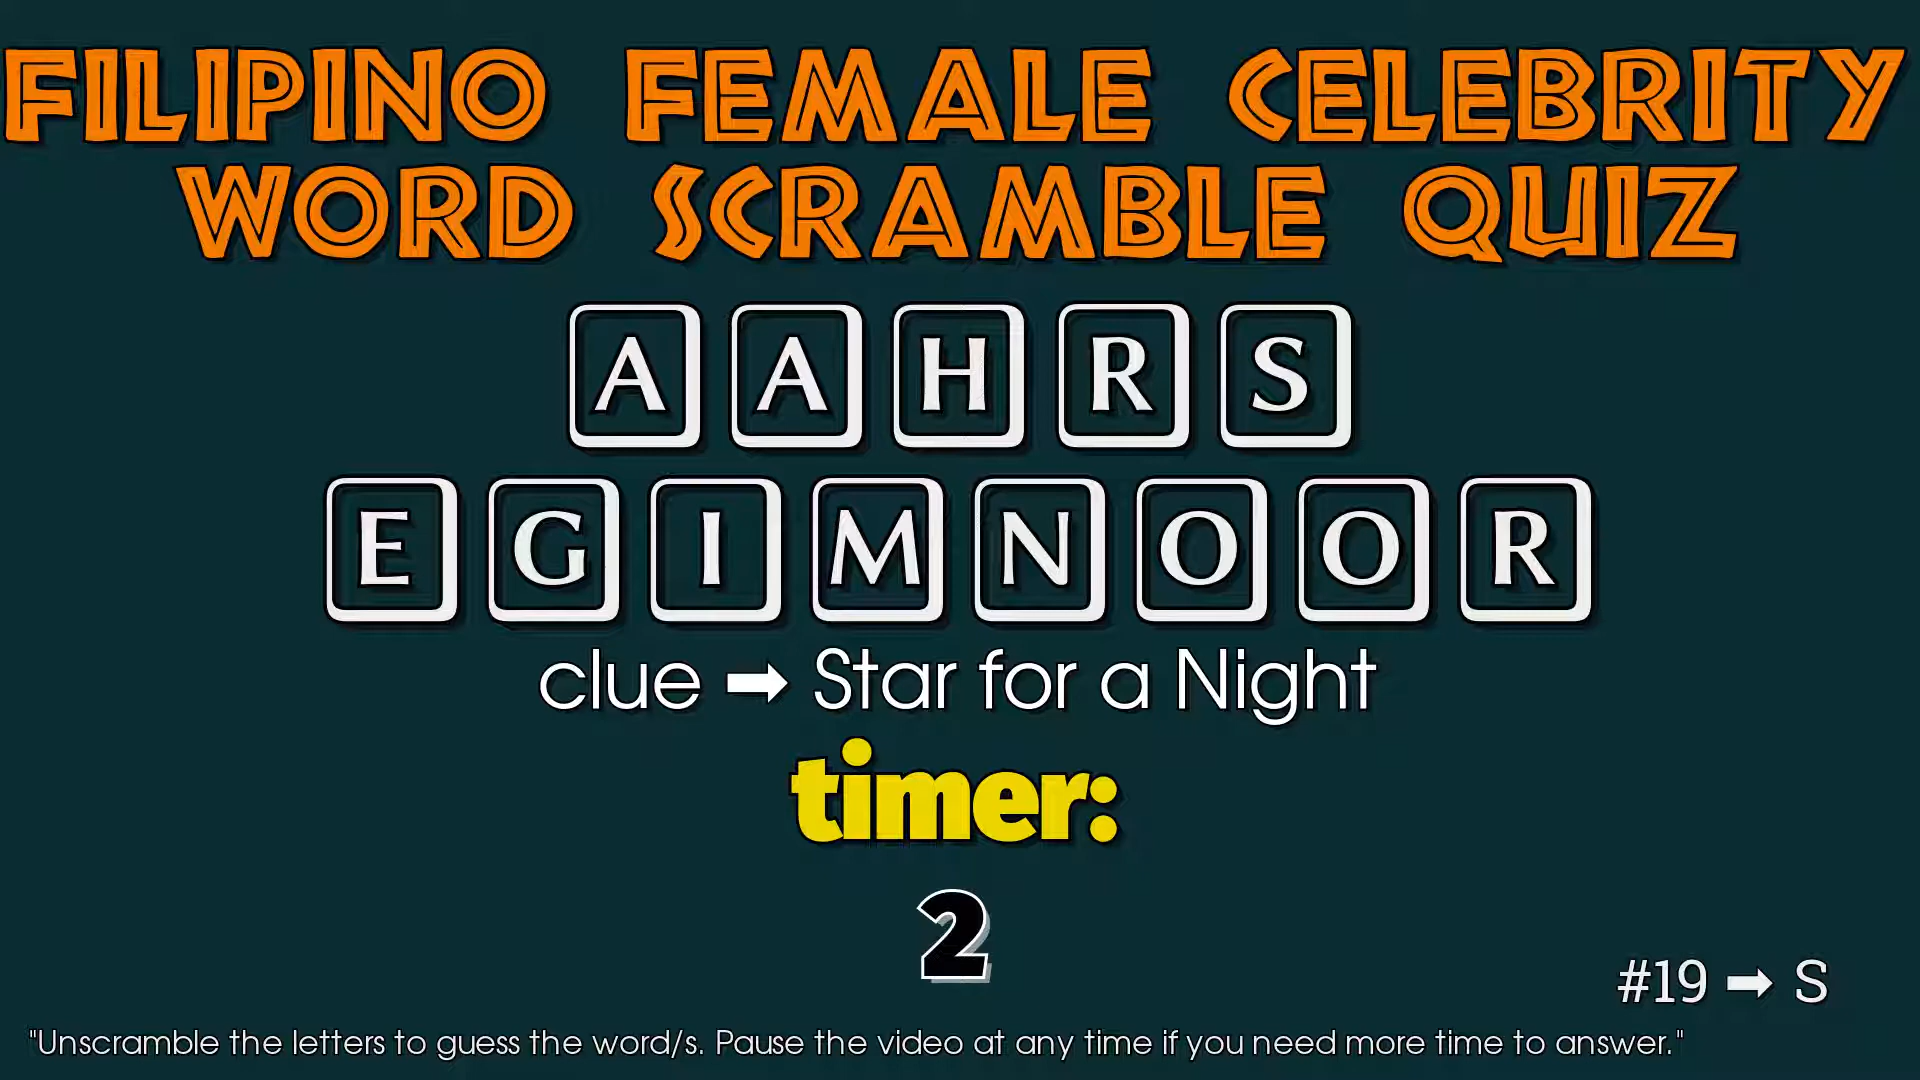 FILIPINO FEMALE CELEBRITY
WORD SCRAMBLE QUIZ
A A H R S
E G I M N O O R
clue ➡ Star for a Night
timer:
2
#19 ➡ S
"Unscramble the letters to guess the word/s. Pause the video at any time if you need more time to answer."